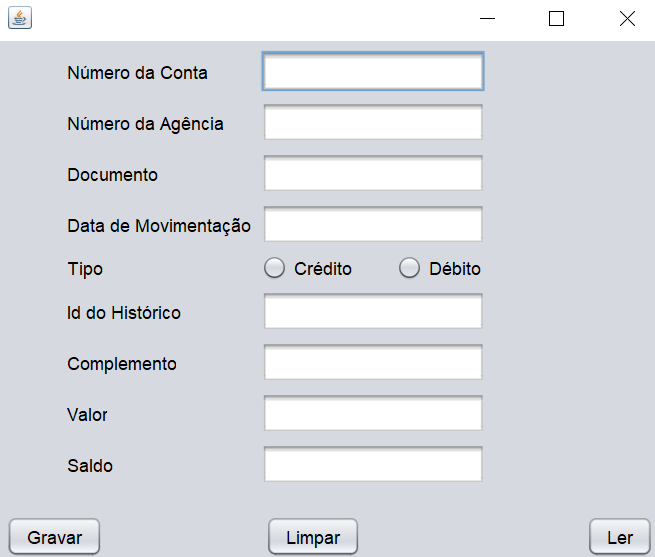 Número da Conta
Número da Agência
Documento
Data de Movimentação
Tipo Crédito Débito
Id do Histórico
Complemento
Valor
Saldo
Gravar Limpar Ler